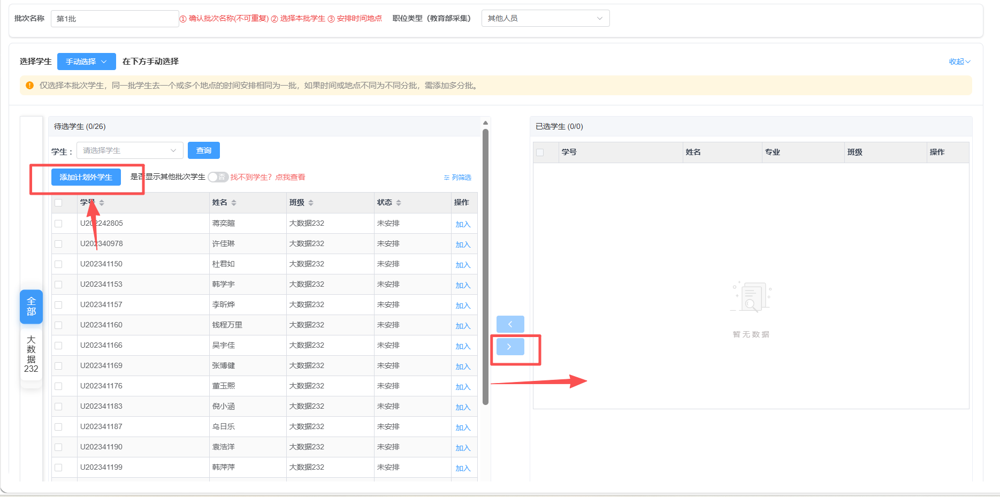 批次名称 第1批 ① 确认批次名称(不可重复) ② 选择本批学生 ③ 安排时间地点 职位类型（教育部采集） 其他人员
选择学生 手动选择 在下方手动选择 收起
仅选择本批次学生，同一批学生去一个或多个地点的时间安排相同为一批，如果时间或地点不同为不同分批，需添加多分批。
全部
大数据232
待选学生 (0/26)
学生： 请选择学生 查询
添加计划外学生 是否显示其他批次学生 否 找不到学生？点我查看 列筛选
学号 姓名 班级 状态 操作
U202242805 蒋奕暄 大数据232 未安排 加入
U202340978 许佳琳 大数据232 未安排 加入
U202341150 杜君如 大数据232 未安排 加入
U202341153 韩学宇 大数据232 未安排 加入
U202341157 李昕烨 大数据232 未安排 加入
U202341160 钱程万里 大数据232 未安排 加入
U202341166 吴宇佳 大数据232 未安排 加入
U202341169 张博健 大数据232 未安排 加入
U202341176 董玉熙 大数据232 未安排 加入
U202341183 倪小涵 大数据232 未安排 加入
U202341187 乌日乐 大数据232 未安排 加入
U202341190 袁浩洋 大数据232 未安排 加入
U202341199 韩萍萍 大数据232 未安排 加入
已选学生 (0/0)
学号 姓名 专业 班级 操作
暂无数据